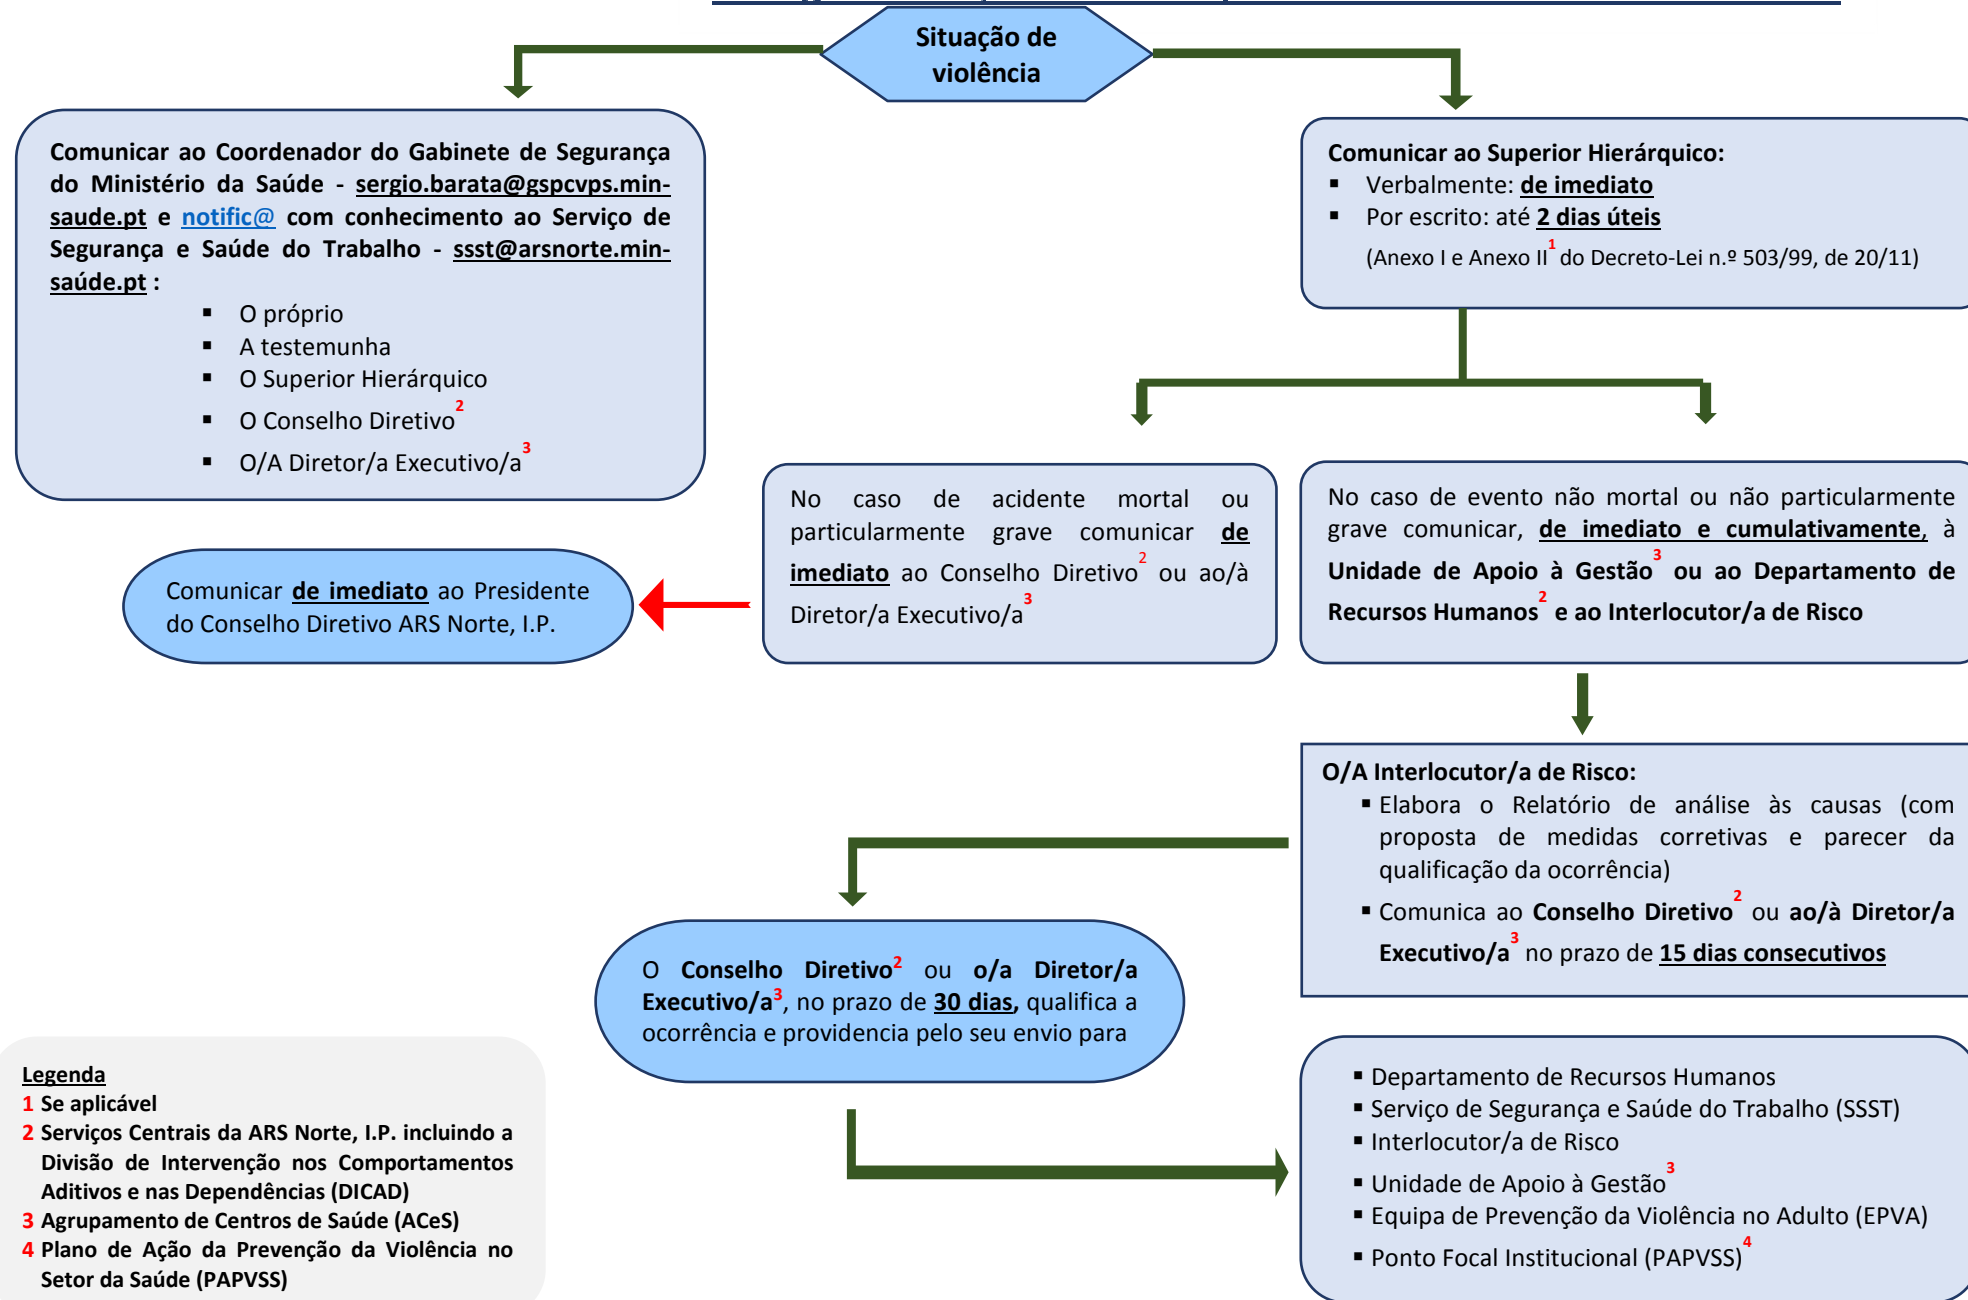 Situação de
violência
Comunicar ao Coordenador do Gabinete de Segurança
do Ministério da Saúde - sergio.barata@gspcvps.min-
saude.pt e notific@ com conhecimento ao Serviço de
Segurança e Saúde do Trabalho - ssst@arsnorte.min-
saúde.pt :
▪ O próprio
▪ A testemunha
▪ O Superior Hierárquico
▪ O Conselho Diretivo2
▪ O/A Diretor/a Executivo/a3
Comunicar ao Superior Hierárquico:
▪ Verbalmente: de imediato
▪ Por escrito: até 2 dias úteis
(Anexo I e Anexo II1 do Decreto-Lei n.º 503/99, de 20/11)
No caso de acidente mortal ou
particularmente grave comunicar de
imediato ao Conselho Diretivo2 ou ao/à
Diretor/a Executivo/a3
No caso de evento não mortal ou não particularmente
grave comunicar, de imediato e cumulativamente, à
Unidade de Apoio à Gestão3 ou ao Departamento de
Recursos Humanos2 e ao Interlocutor/a de Risco
Comunicar de imediato ao Presidente
do Conselho Diretivo ARS Norte, I.P.
O/A Interlocutor/a de Risco:
▪ Elabora o Relatório de análise às causas (com
proposta de medidas corretivas e parecer da
qualificação da ocorrência)
▪ Comunica ao Conselho Diretivo2 ou ao/à Diretor/a
Executivo/a3 no prazo de 15 dias consecutivos
O Conselho Diretivo2 ou o/a Diretor/a
Executivo/a3, no prazo de 30 dias, qualifica a
ocorrência e providencia pelo seu envio para
▪ Departamento de Recursos Humanos
▪ Serviço de Segurança e Saúde do Trabalho (SSST)
▪ Interlocutor/a de Risco
▪ Unidade de Apoio à Gestão3
▪ Equipa de Prevenção da Violência no Adulto (EPVA)
▪ Ponto Focal Institucional (PAPVSS)4
Legenda
1 Se aplicável
2 Serviços Centrais da ARS Norte, I.P. incluindo a
Divisão de Intervenção nos Comportamentos
Aditivos e nas Dependências (DICAD)
3 Agrupamento de Centros de Saúde (ACeS)
4 Plano de Ação da Prevenção da Violência no
Setor da Saúde (PAPVSS)